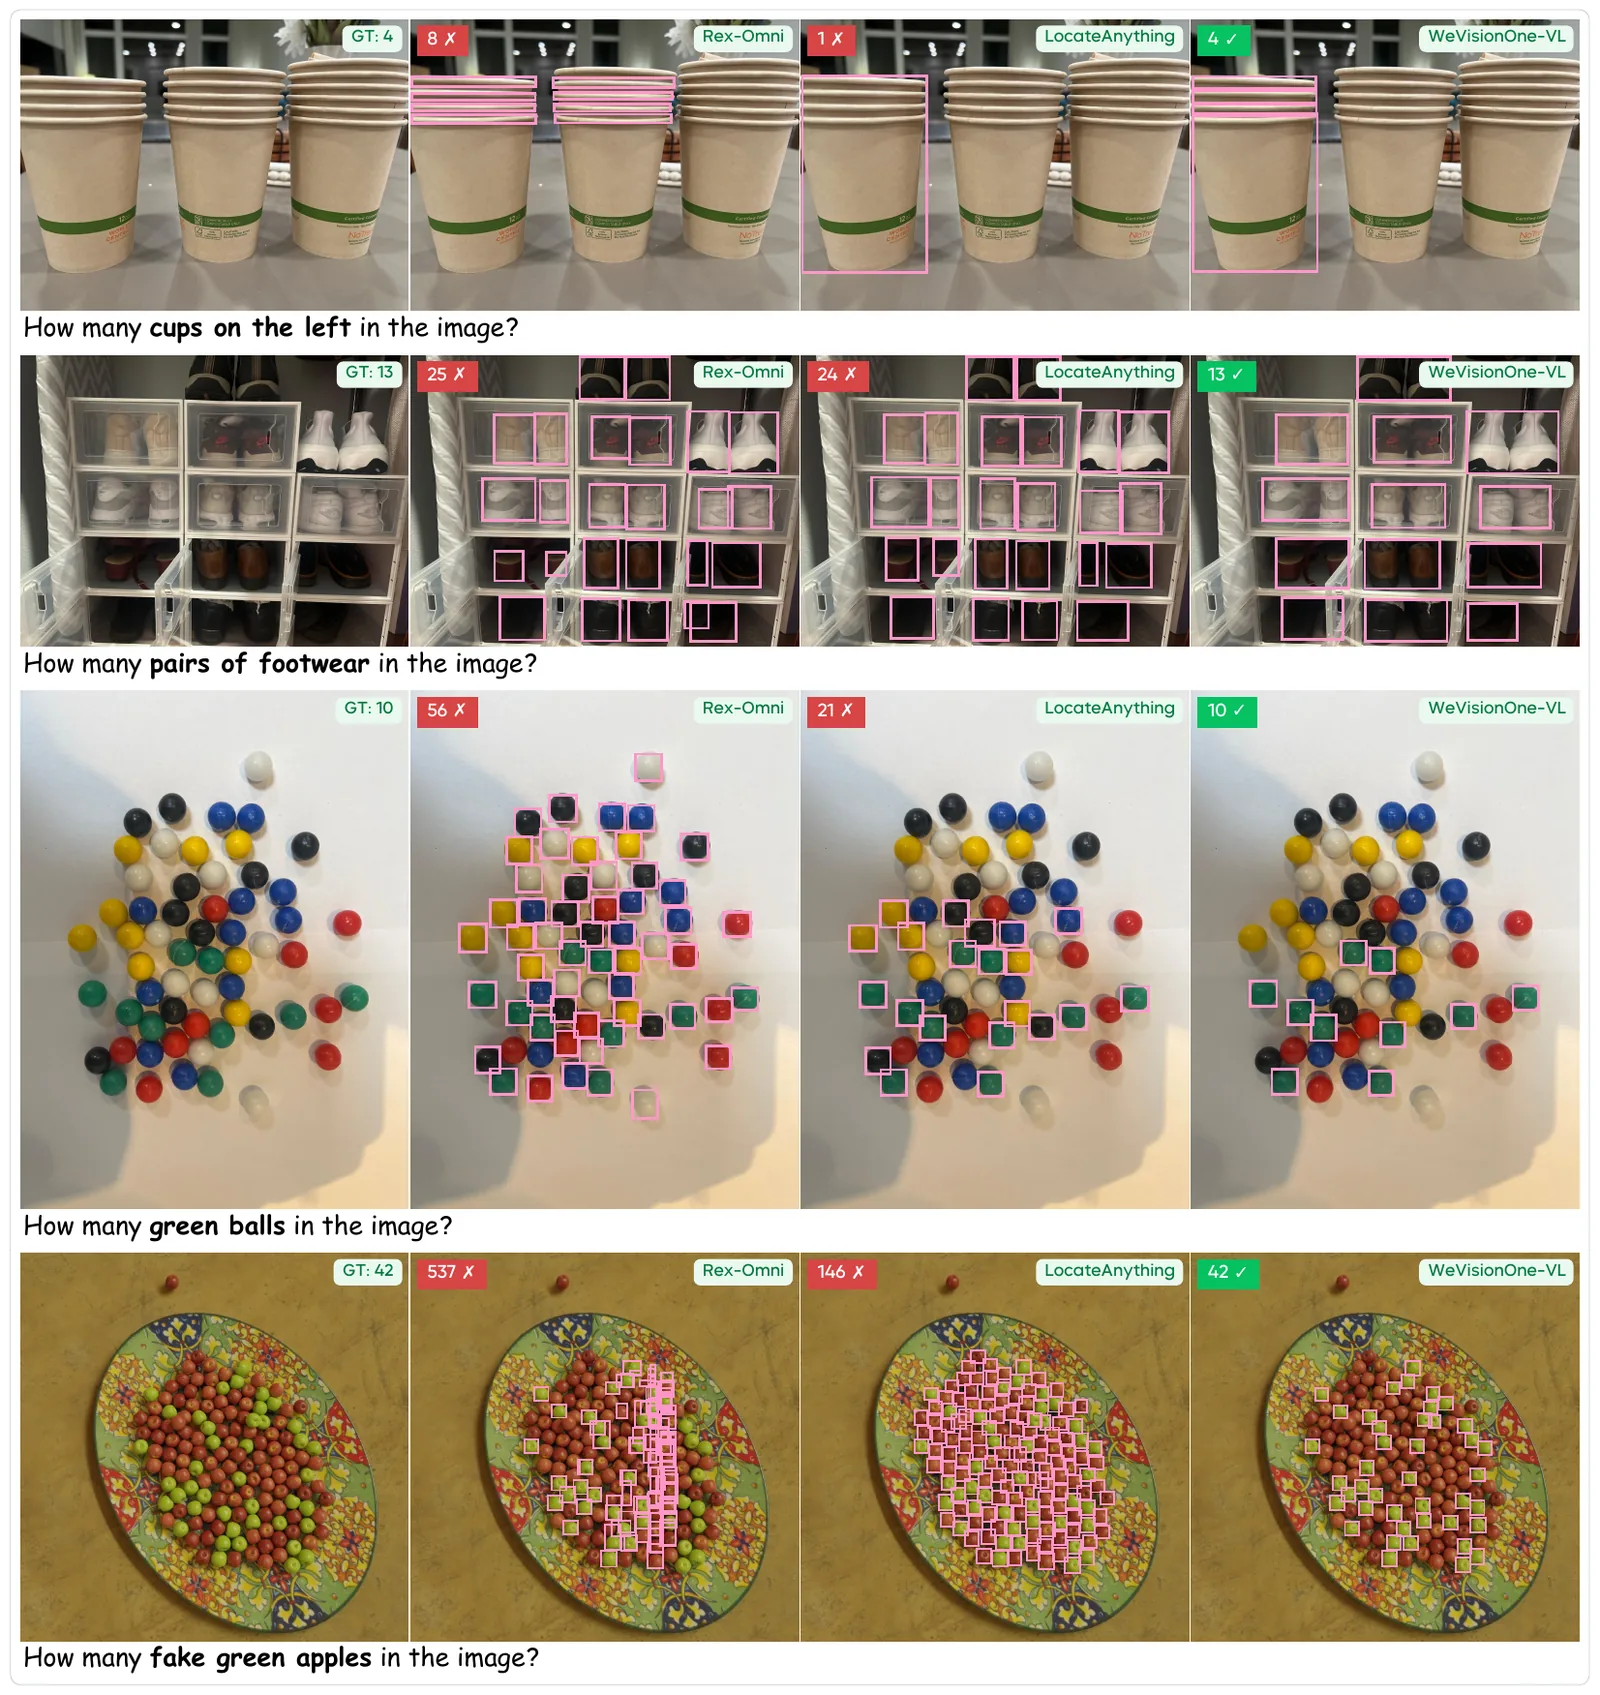 GT: 4
8 ✗
Rex-Omni
1 ✗
LocateAnything
4 ✓
WeVisionOne-VL
How many cups on the left in the image?
GT: 13
25 ✗
Rex-Omni
24 ✗
LocateAnything
13 ✓
WeVisionOne-VL
How many pairs of footwear in the image?
GT: 10
56 ✗
Rex-Omni
21 ✗
LocateAnything
10 ✓
WeVisionOne-VL
How many green balls in the image?
GT: 42
537 ✗
Rex-Omni
146 ✗
LocateAnything
42 ✓
WeVisionOne-VL
How many fake green apples in the image?